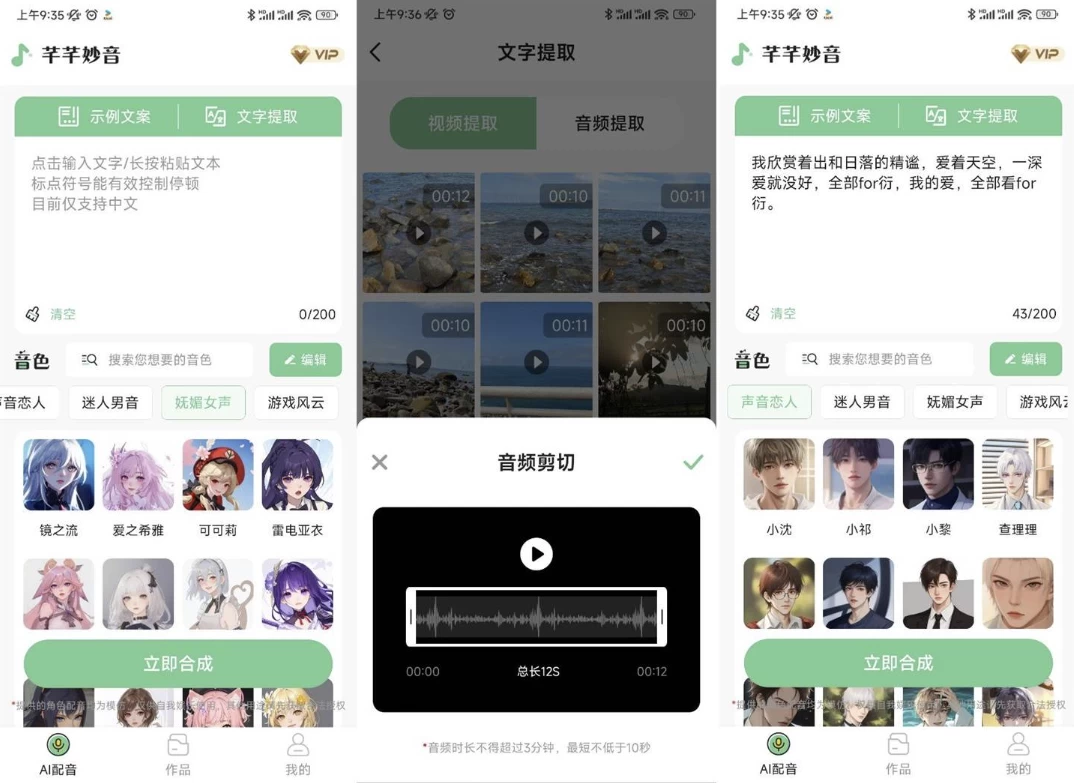 上午9:35
HD
HD
90
芊芊妙音
VIP
示例文案
文字提取
点击输入文字/长按粘贴文本
标点符号能有效控制停顿
目前仅支持中文
清空
0/200
音色
搜索您想要的音色
编辑
音恋人
迷人男音
妩媚女声
游戏风云
镜之流
爱之希雅
可可莉
雷电亚衣
立即合成
AI配音
作品
我的
上午9:36
HD
HD
90
文字提取
视频提取
音频提取
00:12
00:10
00:11
00:10
00:11
00:10
音频剪切
00:00
总长12S
00:12
*音频时长不得超过3分钟，最短不低于10秒
上午9:35
HD
HD
90
芊芊妙音
VIP
示例文案
文字提取
我欣赏着出和日落的精谧，爱着天空，一深
爱就没好，全部for衍，我的爱，全部看for
衍。
清空
43/200
音色
搜索您想要的音色
编辑
声音恋人
迷人男音
妩媚女声
游戏风
小沈
小祁
小黎
查理理
立即合成
AI配音
作品
我的